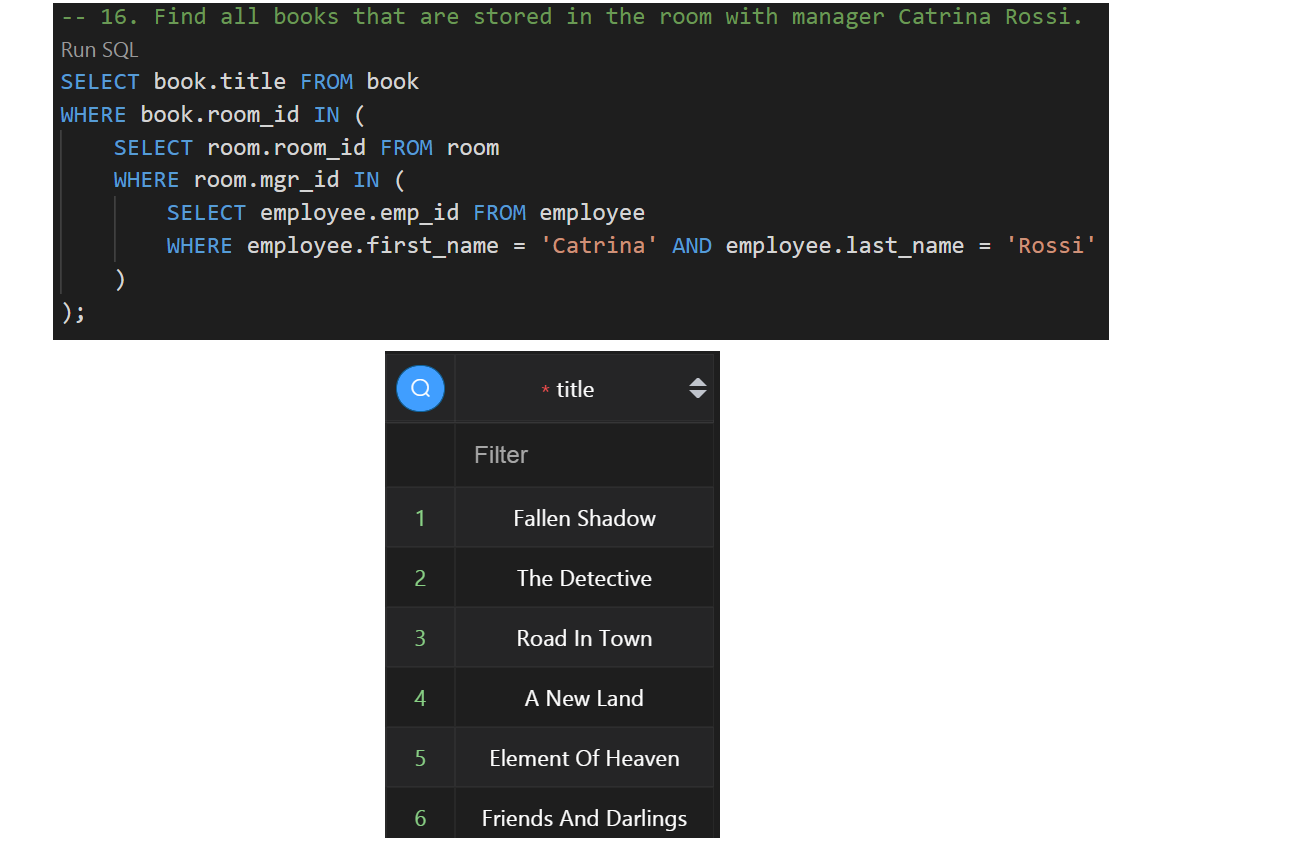 -- 16. Find all books that are stored in the room with manager Catrina Rossi.
Run SQL
SELECT book.title FROM book
WHERE book.room_id IN (
    SELECT room.room_id FROM room
    WHERE room.mgr_id IN (
        SELECT employee.emp_id FROM employee
        WHERE employee.first_name = 'Catrina' AND employee.last_name = 'Rossi'
    )
);
* title
Filter
1 Fallen Shadow
2 The Detective
3 Road In Town
4 A New Land
5 Element Of Heaven
6 Friends And Darlings